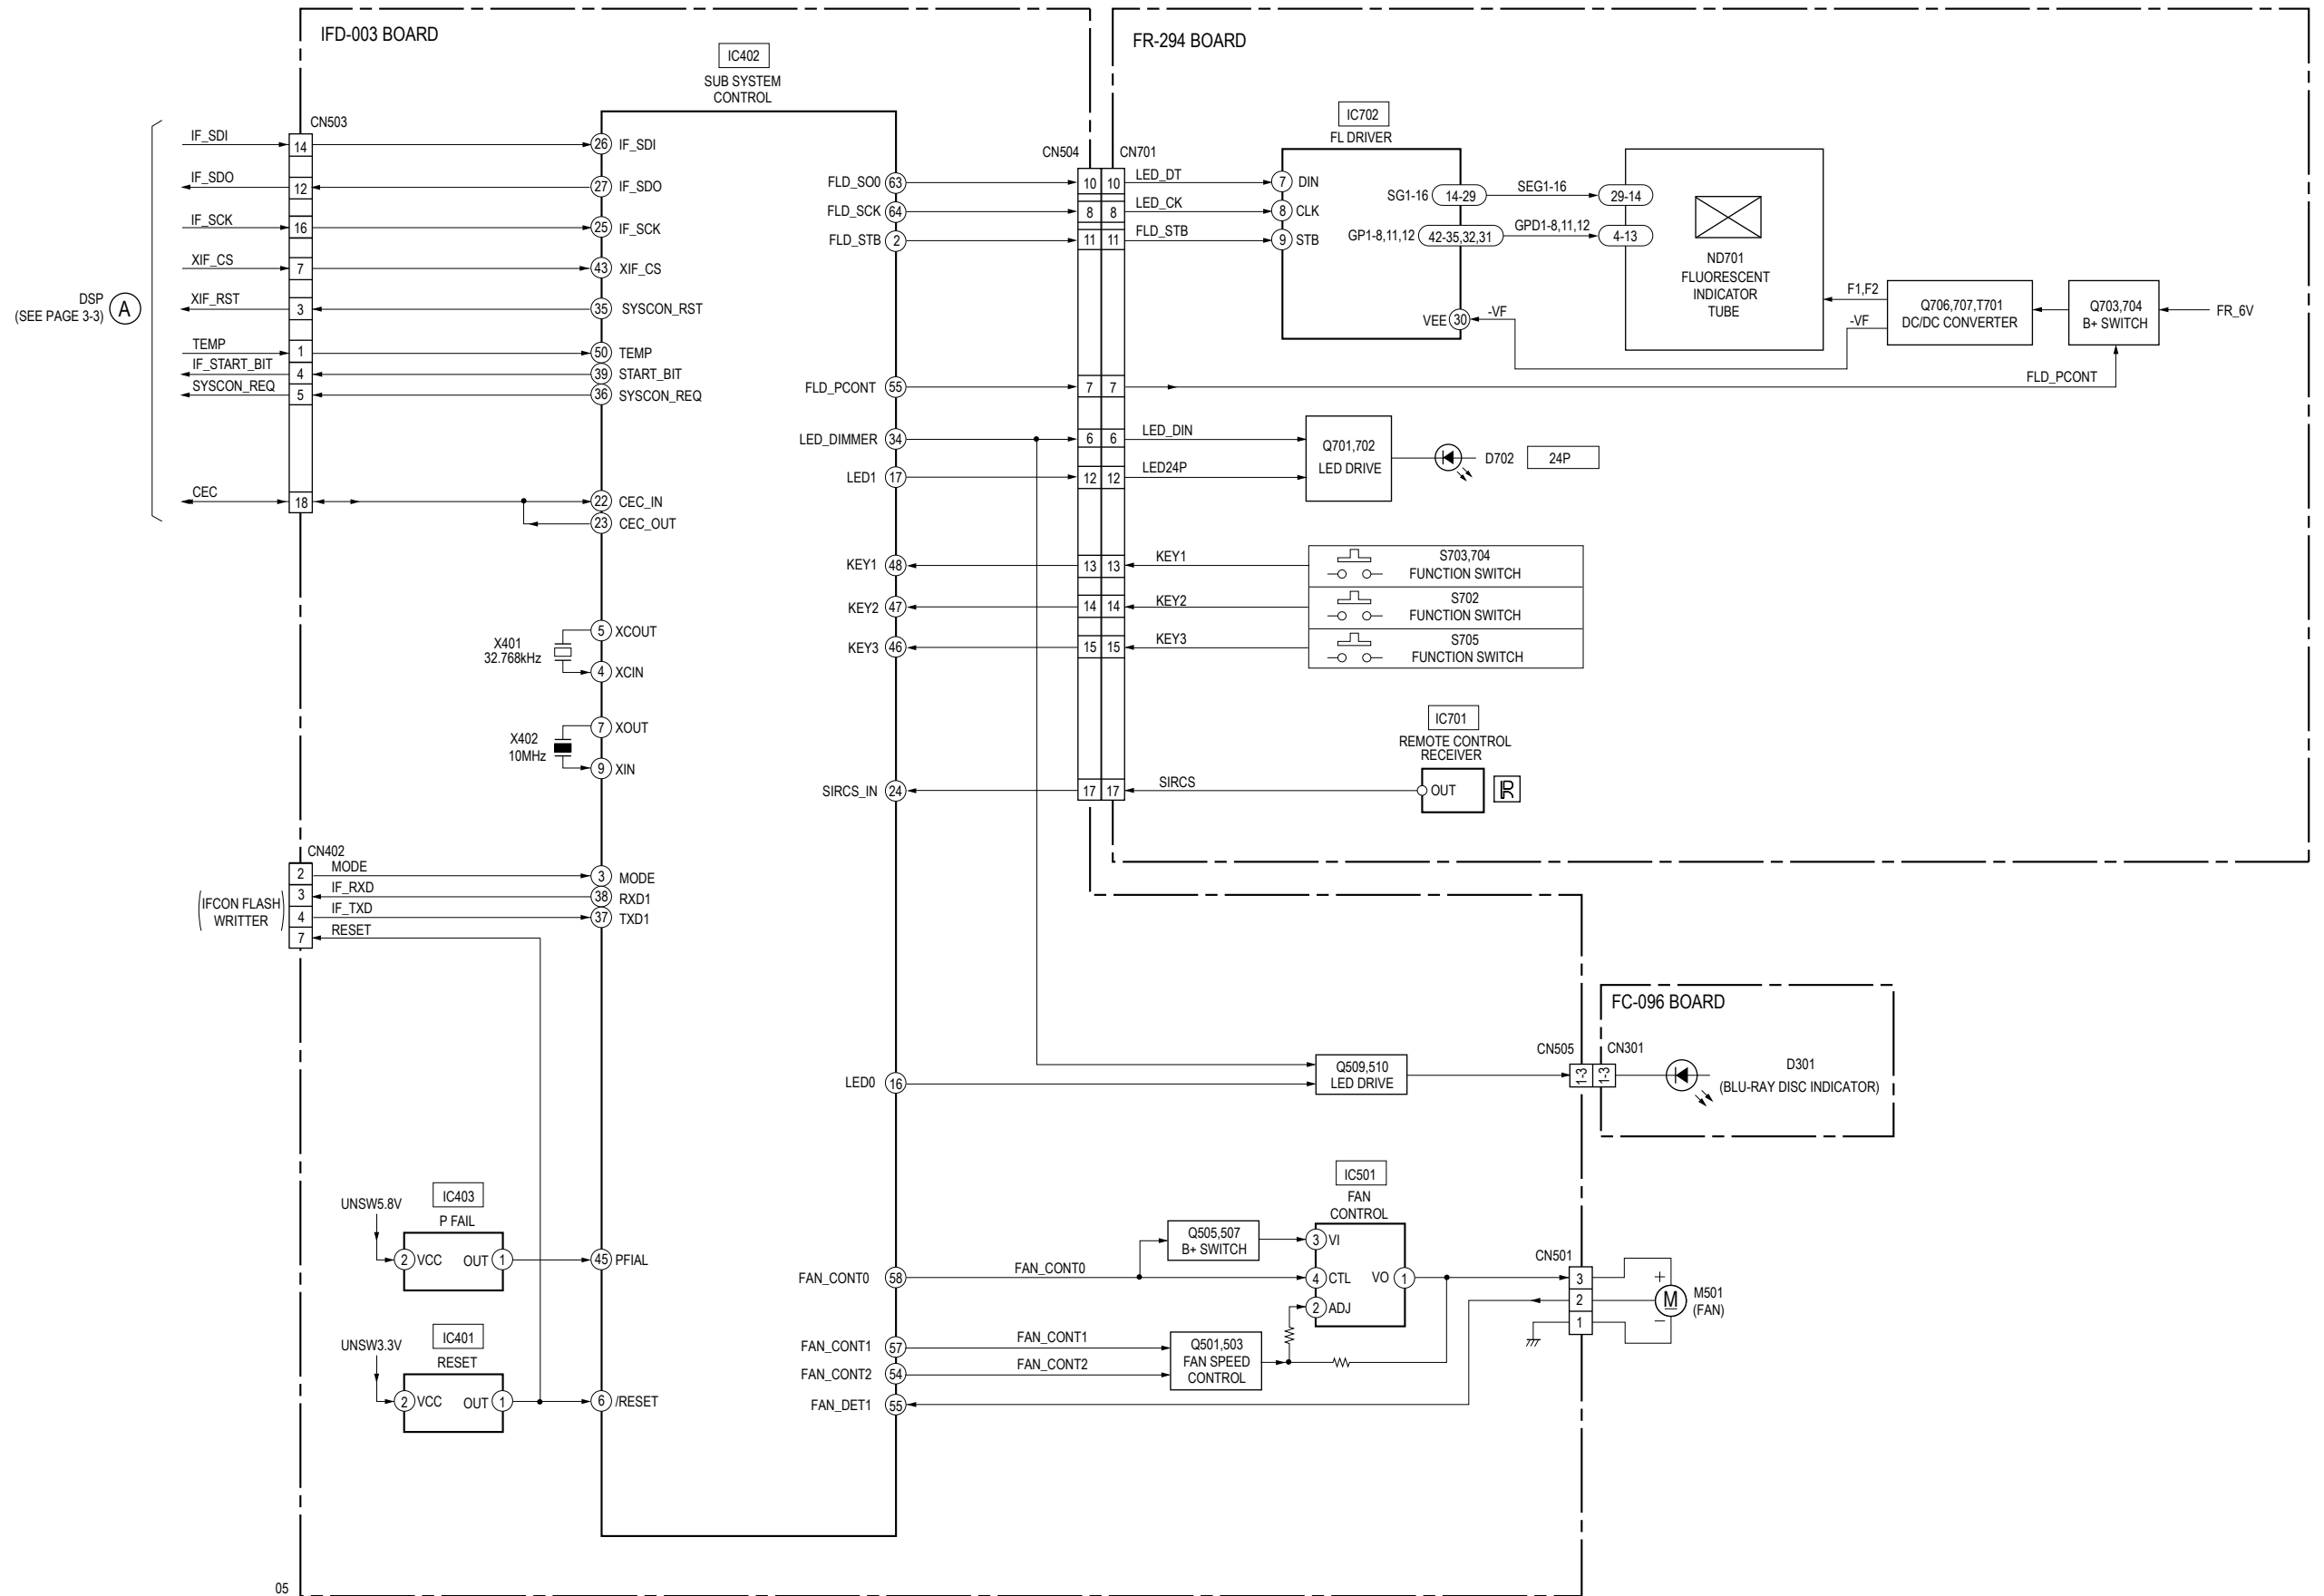 IFD-003 BOARD
FR-294 BOARD
IC402
SUB SYSTEM
CONTROL
CN503
DSP
(SEE PAGE 3-3)
A
IF_SDI
14
26 IF_SDI
IF_SDO
12
27 IF_SDO
IF_SCK
16
25 IF_SCK
XIF_CS
7
43 XIF_CS
XIF_RST
3
35 SYSCON_RST
TEMP
1
50 TEMP
IF_START_BIT
4
39 START_BIT
SYSCON_REQ
5
36 SYSCON_REQ
CEC
18
22 CEC_IN
23 CEC_OUT
X401
32.768kHz
5 XCOUT
4 XCIN
X402
10MHz
7 XOUT
9 XIN
CN402
(IFCON FLASH
WRITTER)
2 MODE
3 MODE
3 IF_RXD
38 RXD1
4 IF_TXD
37 TXD1
7 RESET
UNSW5.8V
IC403
P FAIL
2 VCC OUT 1
45 PFIAL
UNSW3.3V
IC401
RESET
2 VCC OUT 1
6 /RESET
CN504 CN701
FLD_SO0 63
10 10 LED_DT
FLD_SCK 64
8 8 LED_CK
FLD_STB 2
11 11 FLD_STB
FLD_PCONT 55
7 7
FLD_PCONT
LED_DIMMER 34
6 6 LED_DIN
LED1 17
12 12 LED24P
KEY1 48
13 13 KEY1
KEY2 47
14 14 KEY2
KEY3 46
15 15 KEY3
SIRCS_IN 24
17 17 SIRCS
IC702
FL DRIVER
7 DIN
8 CLK
9 STB
SG1-16 14-29
SEG1-16
29-14
GP1-8,11,12 42-35,32,31
GPD1-8,11,12
4-13
VEE 30
-VF
ND701
FLUORESCENT
INDICATOR
TUBE
F1,F2
-VF
Q706,707,T701
DC/DC CONVERTER
Q703,704
B+ SWITCH
FR_6V
Q701,702
LED DRIVE
D702
24P
S703,704
FUNCTION SWITCH
S702
FUNCTION SWITCH
S705
FUNCTION SWITCH
IC701
REMOTE CONTROL
RECEIVER
OUT
R
LED0 16
Q509,510
LED DRIVE
CN505 CN301
1-3 1-3
FC-096 BOARD
D301
(BLU-RAY DISC INDICATOR)
IC501
FAN
CONTROL
Q505,507
B+ SWITCH
3 VI
4 CTL
2 ADJ
VO 1
FAN_CONT0 58
FAN_CONT0
FAN_CONT1 57
FAN_CONT1
FAN_CONT2 54
FAN_CONT2
Q501,503
FAN SPEED
CONTROL
FAN_DET1 55
CN501
3
2
1
+
M
−
M501
(FAN)
05